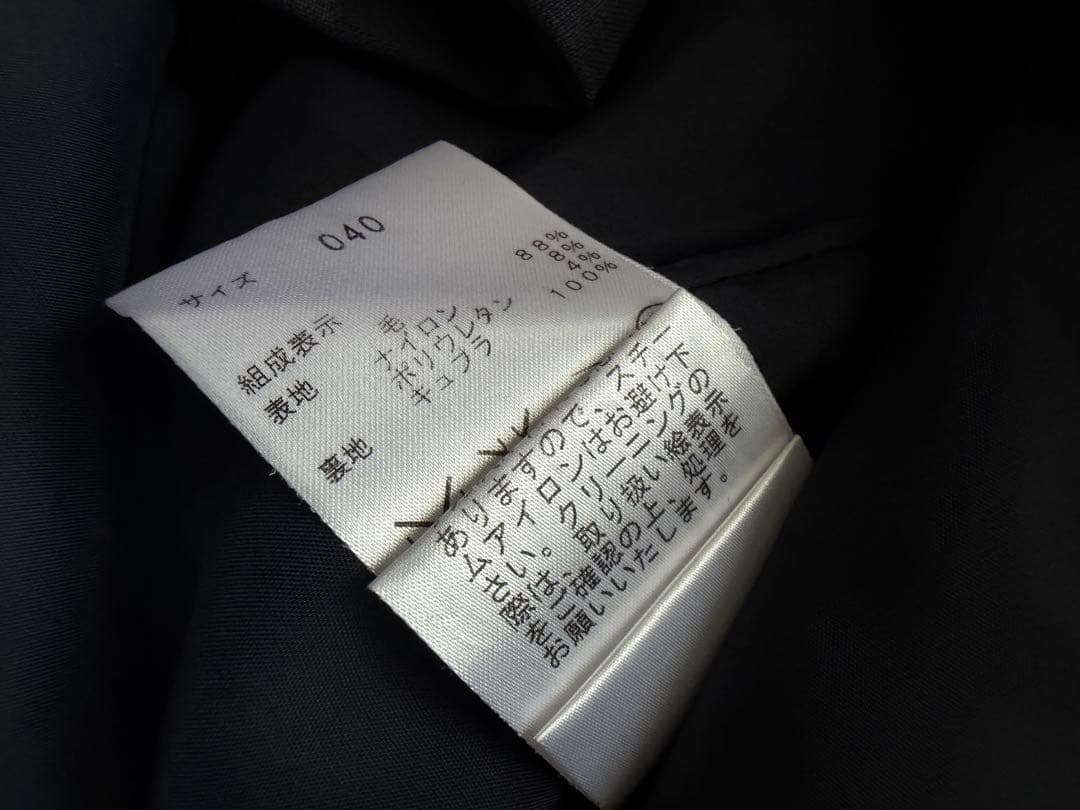 サイズ 040
組成表示
表地 毛 88%
ナイロン 8%
ポリウレタン 4%
裏地 キュプラ 100%
ありますので、スチー
ムアイロンはお避け下
さい。クリーニングの
際は、取り扱い絵表示
をご確認の上、処理を
お願いいたします。